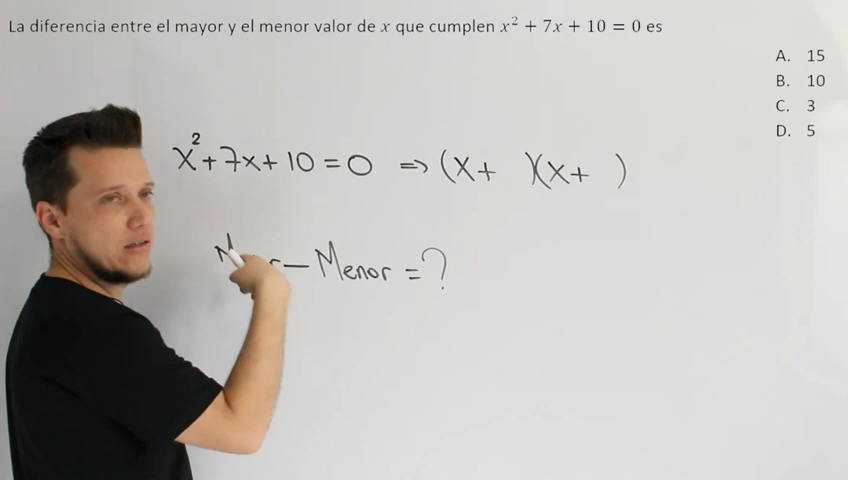 La diferencia entre el mayor y el menor valor de x que cumplen x² + 7x + 10 = 0 es
A. 15
B. 10
C. 3
D. 5
x²+7x+10=0 ⇒ (x+ )(x+ )
– Menor = ?